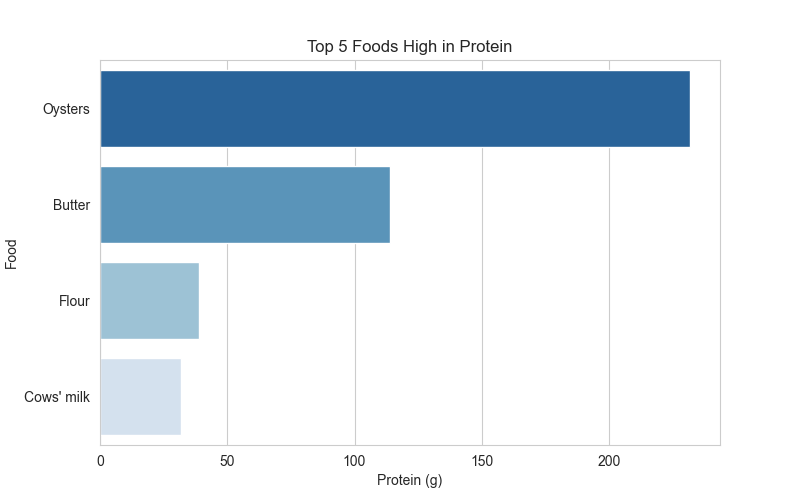 Top 5 Foods High in Protein
Food
Oysters
Butter
Flour
Cows' milk
0 50 100 150 200
Protein (g)